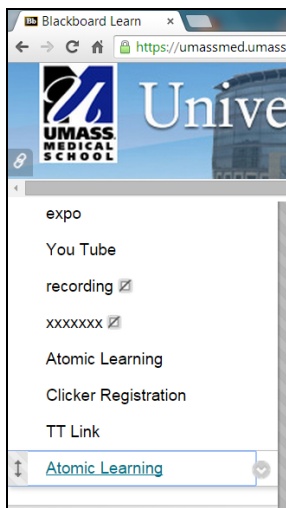 Bb Blackboard Learn
https://umassmed.umass
UMASS
MEDICAL
SCHOOL
Unive
expo
You Tube
recording
xxxxxxx
Atomic Learning
Clicker Registration
TT Link
Atomic Learning